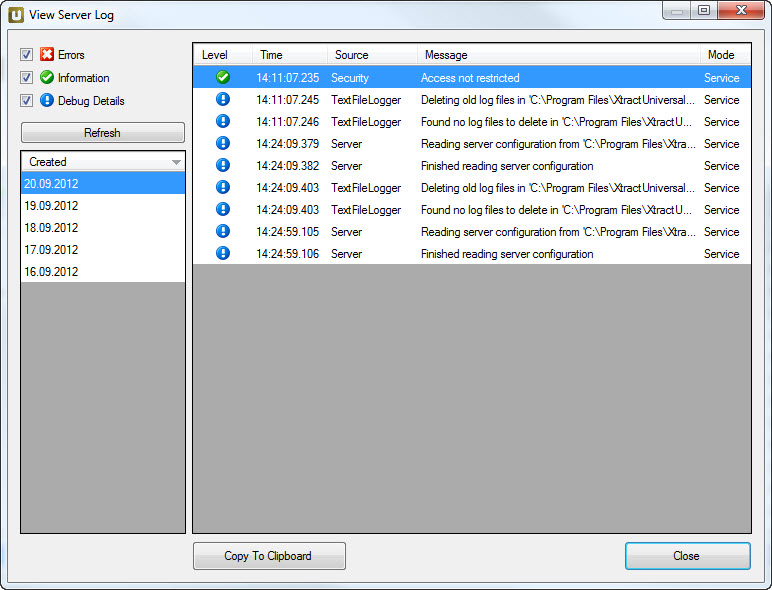 View Server Log
Errors
Information
Debug Details
Refresh
Created
20.09.2012
19.09.2012
18.09.2012
17.09.2012
16.09.2012
Level Time Source Message Mode
14:11:07.235 Security Access not restricted Service
14:11:07.245 TextFileLogger Deleting old log files in 'C:\Program Files\XtractUniversal... Service
14:11:07.246 TextFileLogger Found no log files to delete in 'C:\Program Files\XtractU... Service
14:24:09.379 Server Reading server configuration from 'C:\Program Files\Xtra... Service
14:24:09.382 Server Finished reading server configuration Service
14:24:09.403 TextFileLogger Deleting old log files in 'C:\Program Files\XtractUniversal... Service
14:24:09.403 TextFileLogger Found no log files to delete in 'C:\Program Files\XtractU... Service
14:24:59.105 Server Reading server configuration from 'C:\Program Files\Xtra... Service
14:24:59.106 Server Finished reading server configuration Service
Copy To Clipboard
Close